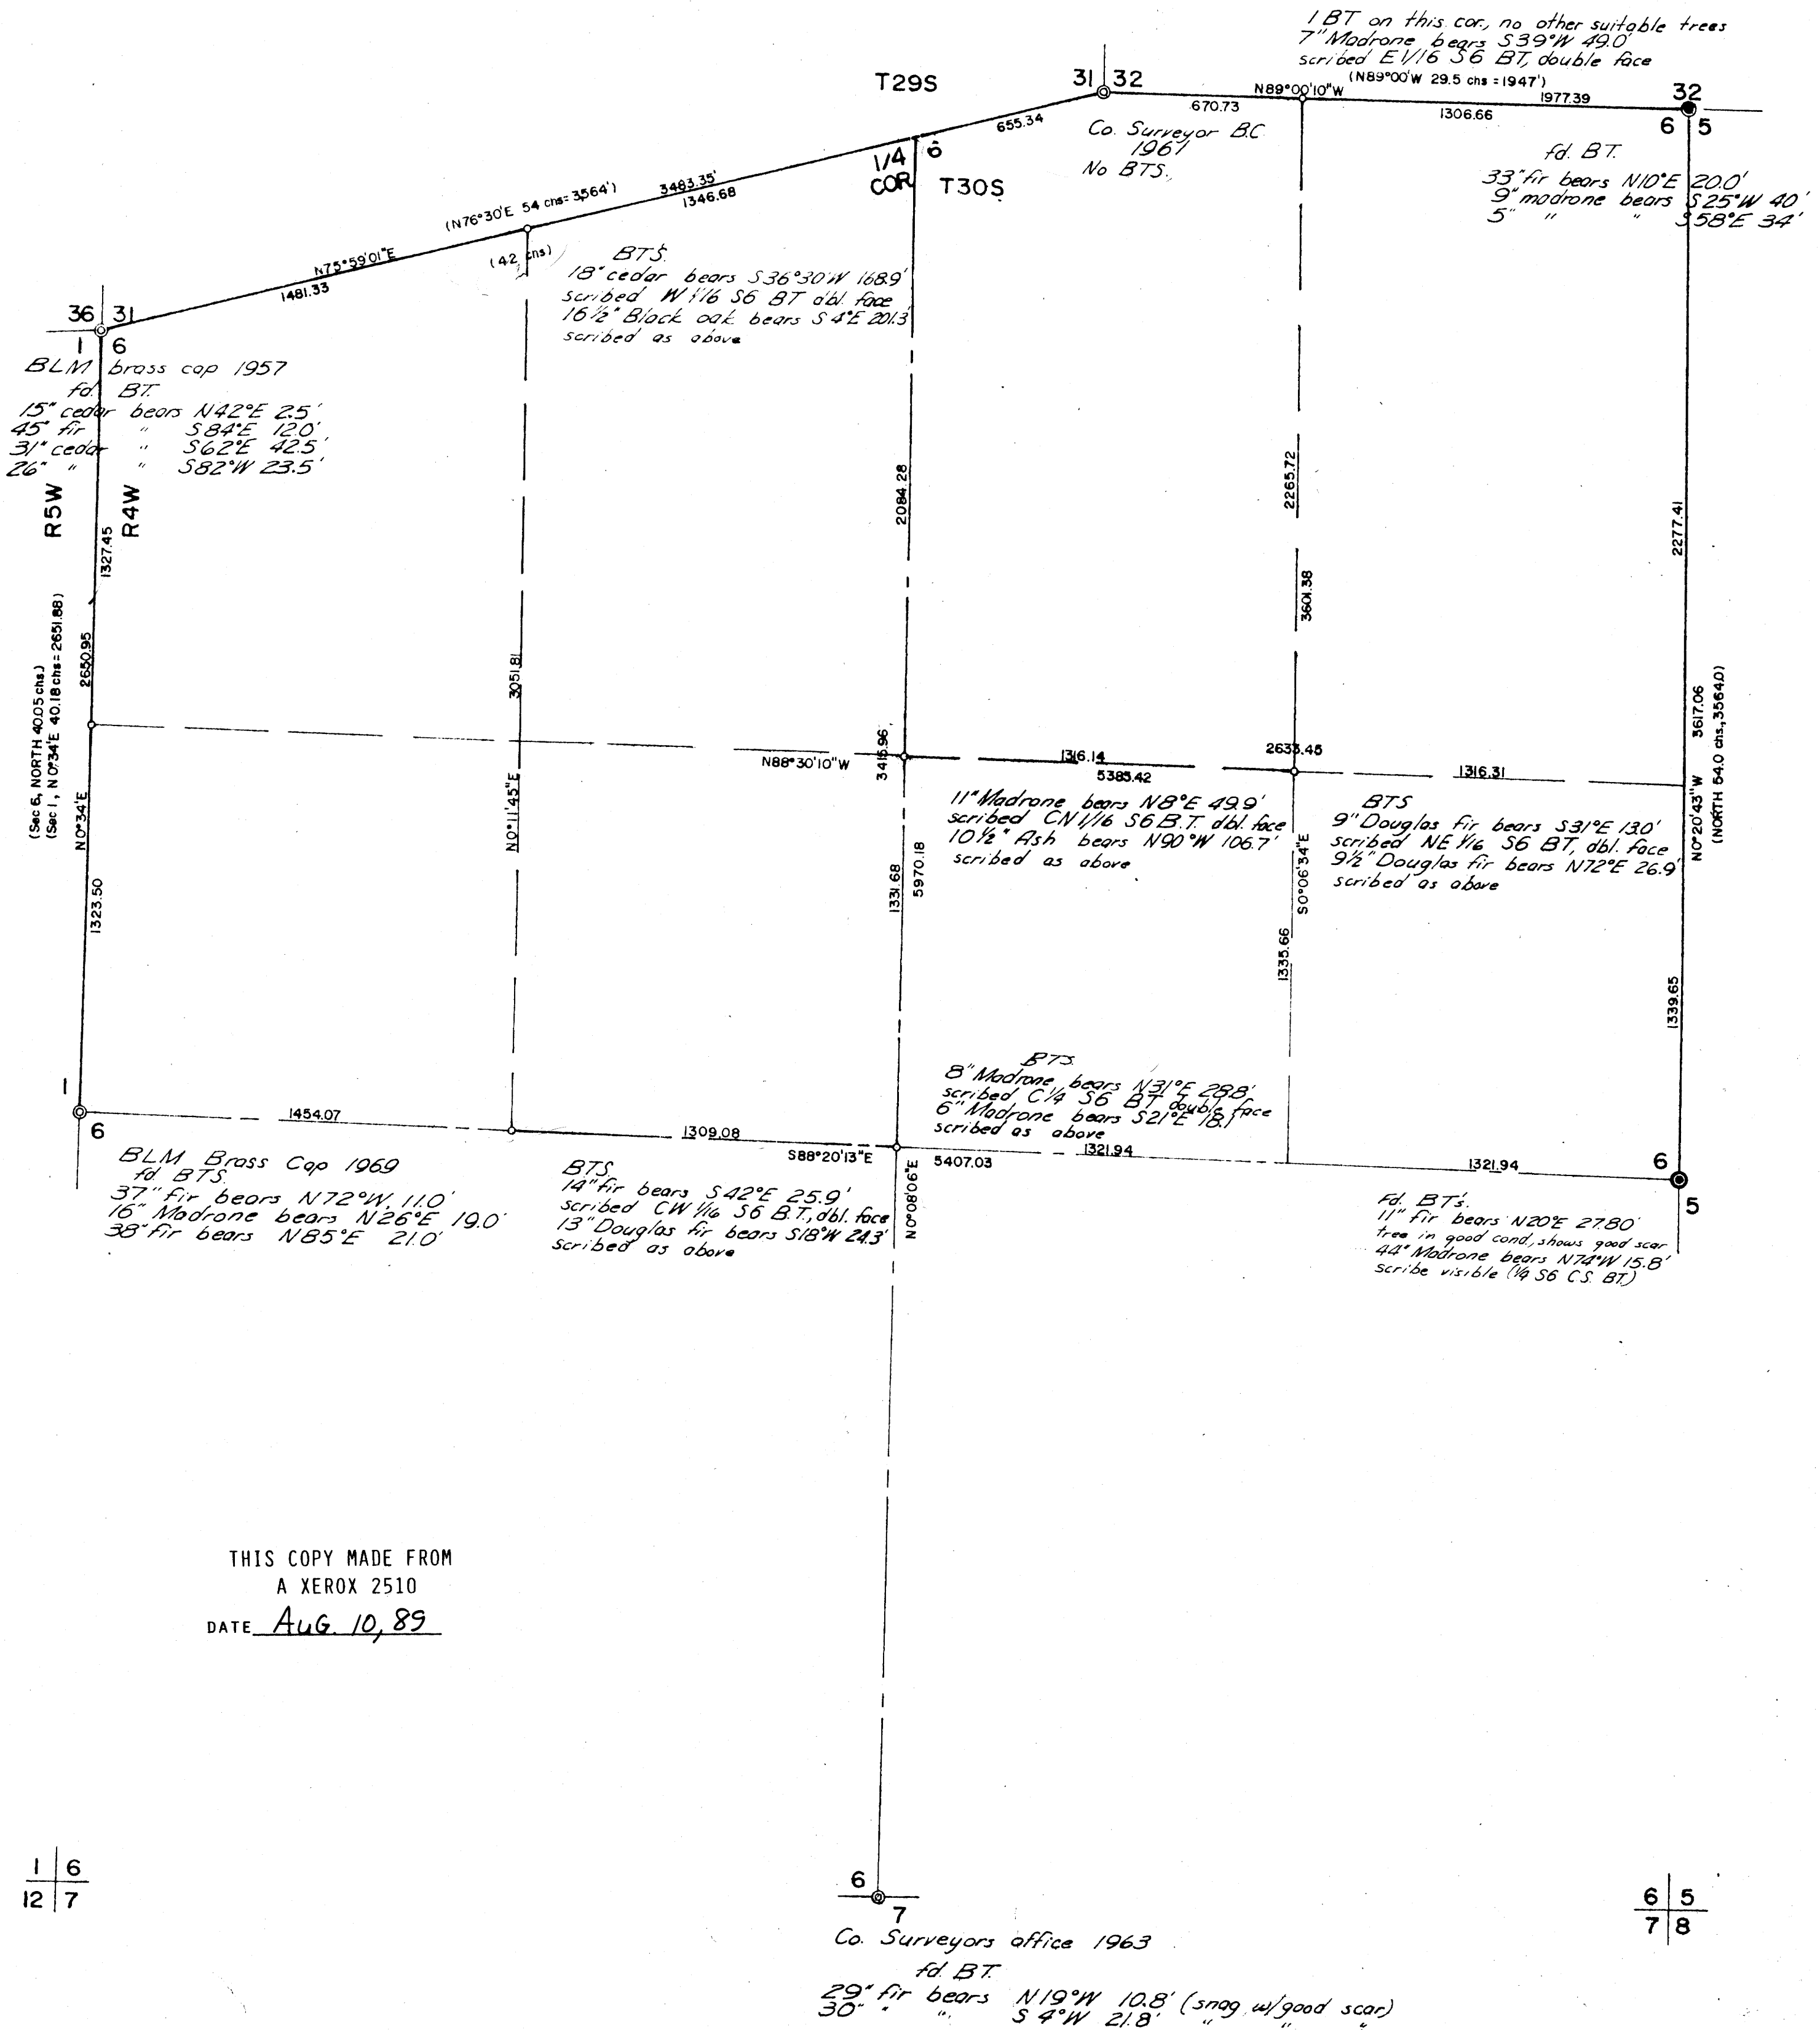 1 BT on this cor., no other suitable trees
7" Madrone bears S39°W 49.0'
scribed E1/16 S6 BT, double face
(N89°00'W 29.5 chs = 1947')
T29S
31 32
N89°00'10"W
670.73
1977.39
1306.66
32
6 5
655.34
Co. Surveyor B.C.
1967
No BTS.
1/4 6
COR T30S
fd. BT.
33" fir bears N10°E 20.0'
9" madrone bears S25°W 40'
5" " " S58°E 34'
(N76°30'E 54 chs= 3564')
3483.35'
1346.68
N75°59'01"E
1481.33
(42 chs)
BTS.
18" cedar bears S36°30'W 168.9'
scribed W 1/16 S6 BT dbl. face
16½" Black oak bears S4°E 201.3
scribed as above
36 31
1 6
BLM brass cap 1957
fd. BT.
15" cedar bears N42°E 2.5'
45" fir " S84°E 12.0'
31" cedar " S62°E 42.5'
26" " " S82°W 23.5'
R5W
R4W
1327.45
2650.95
(Sec 6, NORTH 40.05 chs)
(Sec 1, N0°34'E 40.18 chs = 2651.88)
N0°34'E
1323.50
3051.81
N0°11'45"E
2084.28
3415.96
2265.72
3601.38
2277.41
3617.06
N0°20'43"W
(NORTH 54.0 chs, 3564.0)
N88°30'10"W
1316.14
5385.42
2633.45
1316.31
11" Madrone bears N8°E 49.9'
scribed CN 1/16 S6 B.T. dbl. face
10½" Ash bears N90°W 106.7'
scribed as above
BTS
9" Douglas fir bears S31°E 13.0'
scribed NE 1/16 S6 BT, dbl. face
9½" Douglas fir bears N72°E 26.9'
scribed as above
1331.68
5970.18
S0°06'34"E
1335.66
1339.65
BTS.
8" Madrone bears N31°E 28.8'
scribed C1/4 S6 BT double face
6" Madrone bears S21°E 18.1'
scribed as above
1
6
1454.07
1309.08
S88°20'13"E
5407.03
1321.94
1321.94
6
5
N0°08'06"E
BLM Brass Cap 1969
fd. BTS.
37" fir bears N72°W, 11.0'
16" Madrone bears N26°E 19.0'
38" fir bears N85°E 21.0'
BTS.
14" fir bears S42°E 25.9'
scribed CW 1/16 S6 B.T., dbl. face
13" Douglas fir bears S18°W 24.3'
scribed as above
Fd. BT's.
11" fir bears N20°E 27.80'
tree in good cond., shows good scar
44" Madrone bears N74°W 15.8'
scribe visible (1/4 S6 C.S. BT.)
THIS COPY MADE FROM
A XEROX 2510
DATE AUG. 10, 89
1 6
12 7
6
7
6 5
7 8
Co. Surveyors office 1963
fd. BT.
29" fir bears N19°W 10.8' (snag w/good scar)
30" " " S4°W 21.8' " " "